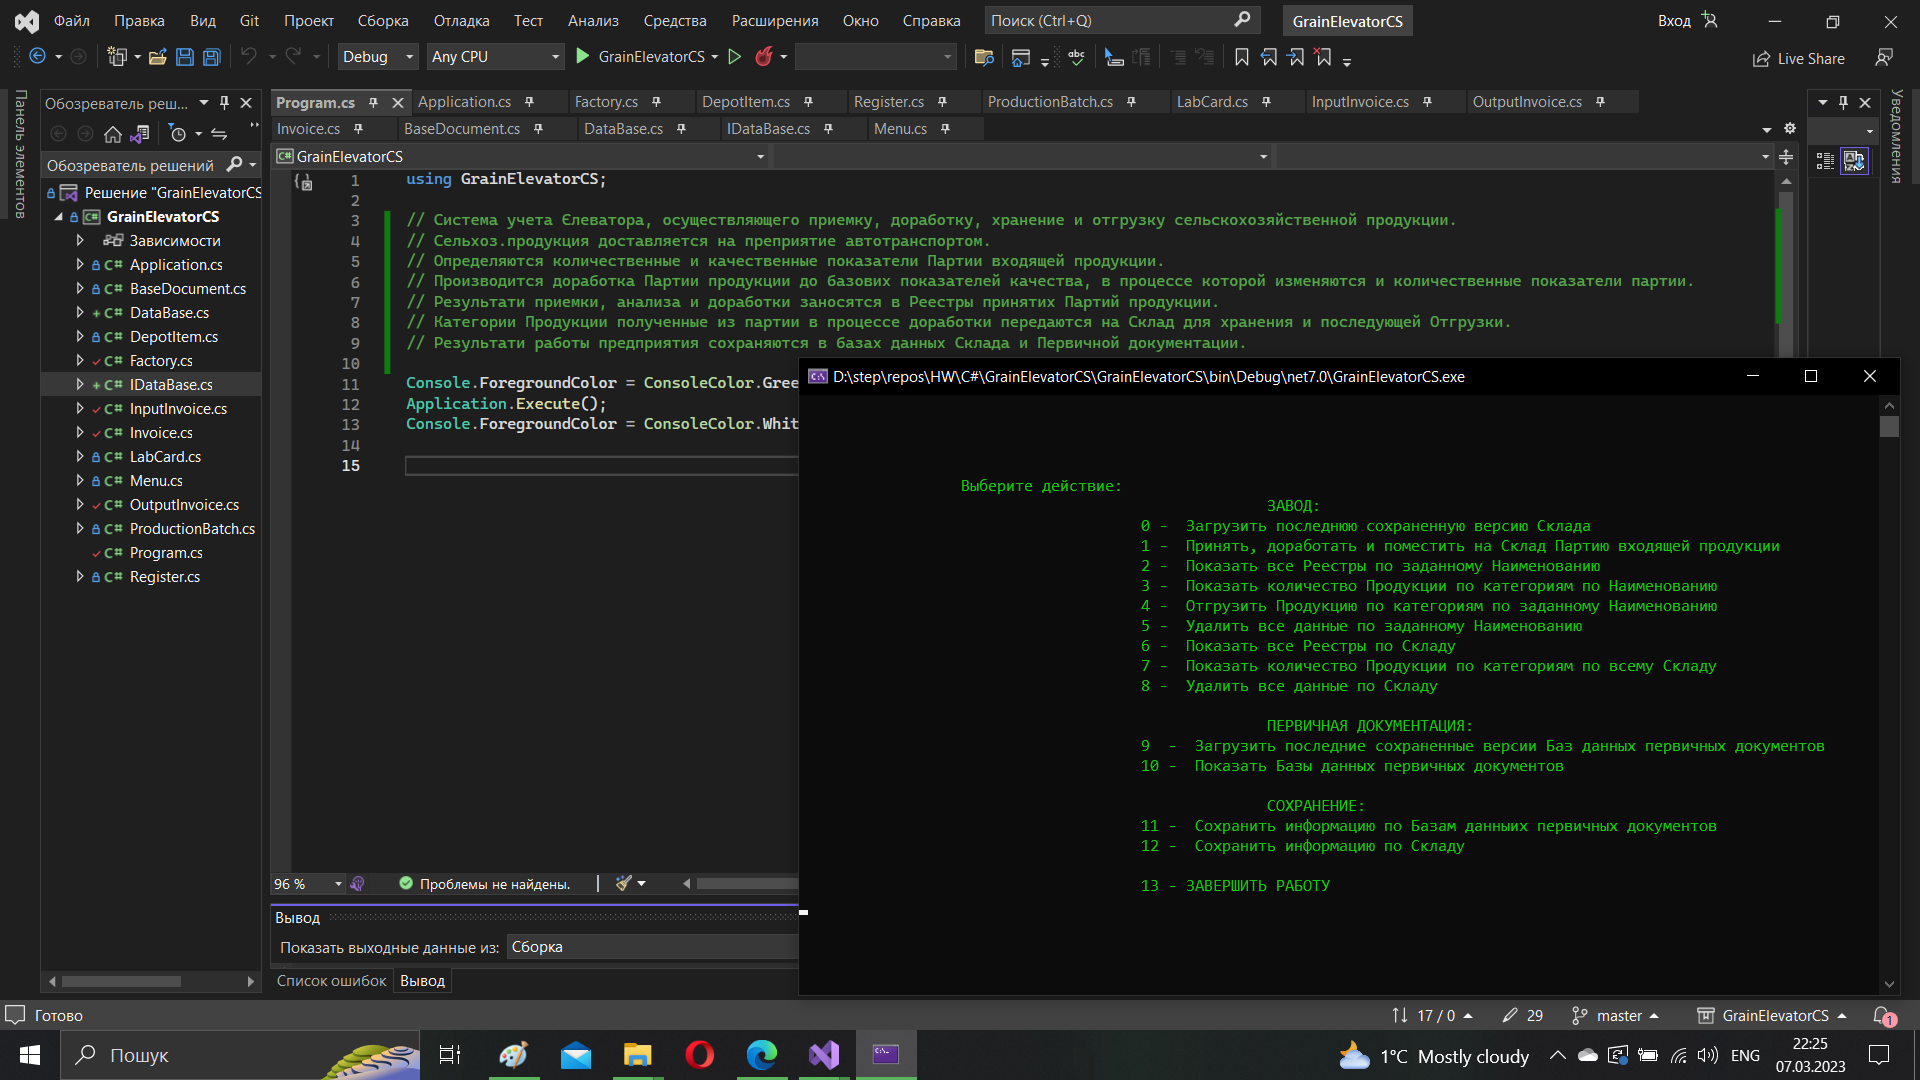 Файл Правка Вид Git Проект Сборка Отладка Тест Анализ Средства Расширения Окно Справка Поиск (Ctrl+Q) GrainElevatorCS Вход
Debug Any CPU GrainElevatorCS Live Share
Панель элементов
Обозреватель реш...
Обозреватель решений
Решение "GrainElevatorCS
GrainElevatorCS
Зависимости
Application.cs
BaseDocument.cs
DataBase.cs
DepotItem.cs
Factory.cs
IDataBase.cs
InputInvoice.cs
Invoice.cs
LabCard.cs
Menu.cs
OutputInvoice.cs
ProductionBatch.cs
Program.cs
Register.cs
Program.cs Application.cs Factory.cs DepotItem.cs Register.cs ProductionBatch.cs LabCard.cs InputInvoice.cs OutputInvoice.cs
Invoice.cs BaseDocument.cs DataBase.cs IDataBase.cs Menu.cs
GrainElevatorCS
Уведомления
1 using GrainElevatorCS;
2
3 // Система учета Єлеватора, осуществляющего приемку, доработку, хранение и отгрузку сельскохозяйственной продукции.
4 // Сельхоз.продукция доставляется на преприятие автотранспортом.
5 // Определяются количественные и качественные показатели Партии входящей продукции.
6 // Производится доработка Партии продукции до базових показателей качества, в процессе которой изменяются и количественные показатели партии.
7 // Результати приемки, анализа и доработки заносятся в Реестры принятих Партий продукции.
8 // Категории Продукции полученные из партии в процессе доработки передаются на Склад для хранения и последующей Отгрузки.
9 // Результати работы предприятия сохраняются в базах данных Склада и Первичной документации.
10
11 Console.ForegroundColor = ConsoleColor.Gree
12 Application.Execute();
13 Console.ForegroundColor = ConsoleColor.Whit
14
15
D:\step\repos\HW\C#\GrainElevatorCS\GrainElevatorCS\bin\Debug\net7.0\GrainElevatorCS.exe
Выберите действие:
ЗАВОД:
0 - Загрузить последнюю сохраненную версию Склада
1 - Принять, доработать и поместить на Склад Партию входящей продукции
2 - Показать все Реестры по заданному Наименованию
3 - Показать количество Продукции по категориям по Наименованию
4 - Отгрузить Продукцию по категориям по заданному Наименованию
5 - Удалить все данные по заданному Наименованию
6 - Показать все Реестры по Складу
7 - Показать количество Продукции по категориям по всему Складу
8 - Удалить все данные по Складу
ПЕРВИЧНАЯ ДОКУМЕНТАЦИЯ:
9 - Загрузить последние сохраненные версии Баз данных первичных документов
10 - Показать Базы данных первичных документов
СОХРАНЕНИЕ:
11 - Сохранить информацию по Базам данныих первичных документов
12 - Сохранить информацию по Складу
13 - ЗАВЕРШИТЬ РАБОТУ
96 % Проблемы не найдены.
Вывод
Показать выходные данные из: Сборка
Список ошибок Вывод
Готово 17 / 0 29 master GrainElevatorCS 1
Пошук 1°C Mostly cloudy ENG 22:25
07.03.2023